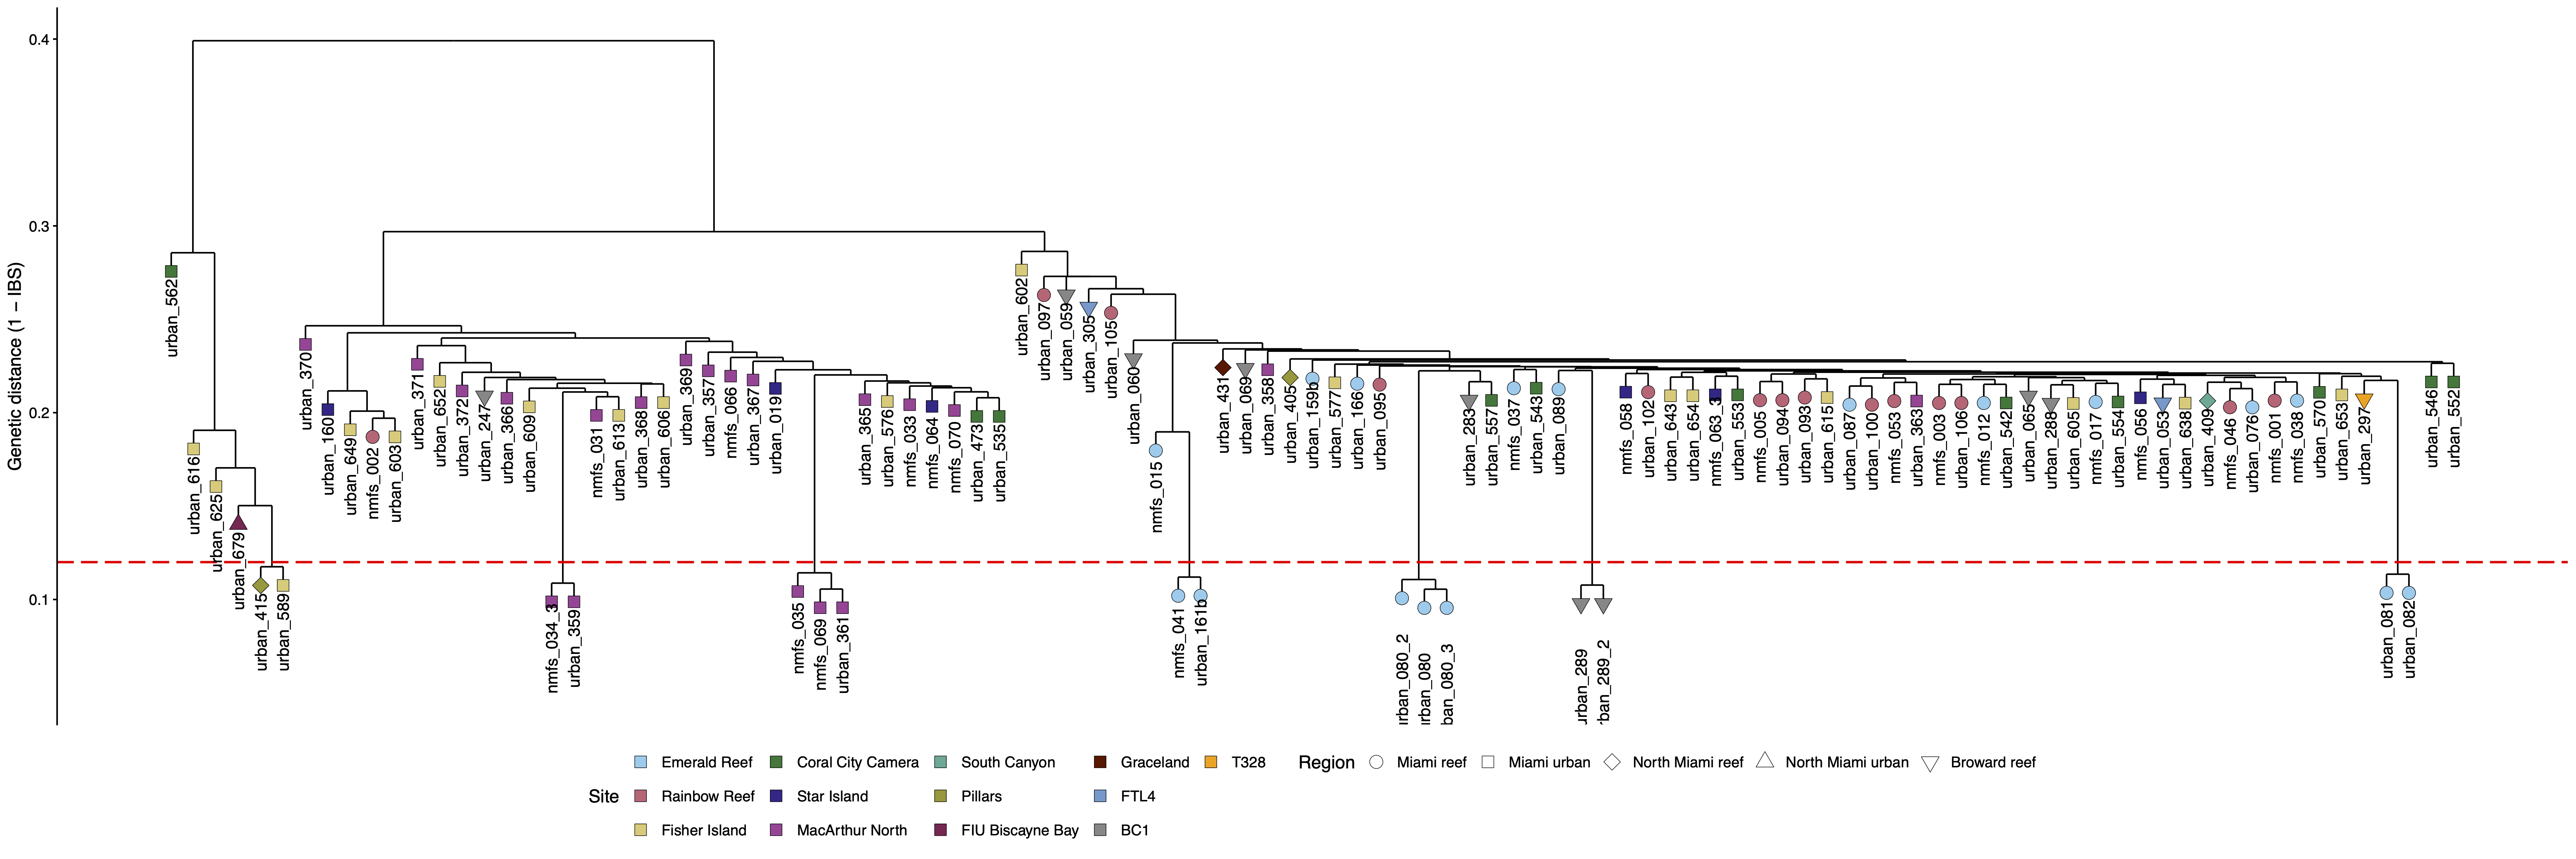 0.4
0.3
0.2
0.1
Genetic distance (1 − IBS)
urban_562
urban_616
urban_625
urban_679
urban_415
urban_589
urban_370
urban_160
urban_649
nmfs_002
urban_603
urban_371
urban_652
urban_372
urban_247
urban_366
urban_609
nmfs_034_3
urban_359
nmfs_031
urban_613
urban_368
urban_606
urban_369
urban_357
nmfs_066
urban_367
urban_019
nmfs_035
nmfs_069
urban_361
urban_365
urban_576
nmfs_033
nmfs_064
nmfs_070
urban_473
urban_535
urban_602
urban_097
urban_059
urban_305
urban_105
urban_060
nmfs_015
nmfs_041
urban_161b
urban_431
urban_069
urban_358
urban_405
urban_159b
urban_577
urban_166
urban_095
urban_080_2
urban_080
ban_080_3
urban_283
urban_557
nmfs_037
urban_543
urban_089
urban_289
ban_289_2
nmfs_058
urban_102
urban_643
urban_654
nmfs_063_3
urban_553
nmfs_005
urban_094
urban_093
urban_615
urban_087
urban_100
nmfs_053
urban_363
nmfs_003
urban_106
nmfs_012
urban_542
urban_065
urban_288
urban_605
nmfs_017
urban_554
nmfs_056
urban_053
urban_638
urban_409
nmfs_046
urban_076
nmfs_001
nmfs_038
urban_570
urban_653
urban_297
urban_081
urban_082
urban_546
urban_552
Site
Emerald Reef
Rainbow Reef
Fisher Island
Coral City Camera
Star Island
MacArthur North
South Canyon
Pillars
FIU Biscayne Bay
Graceland
FTL4
BC1
T328
Region
Miami reef
Miami urban
North Miami reef
North Miami urban
Broward reef